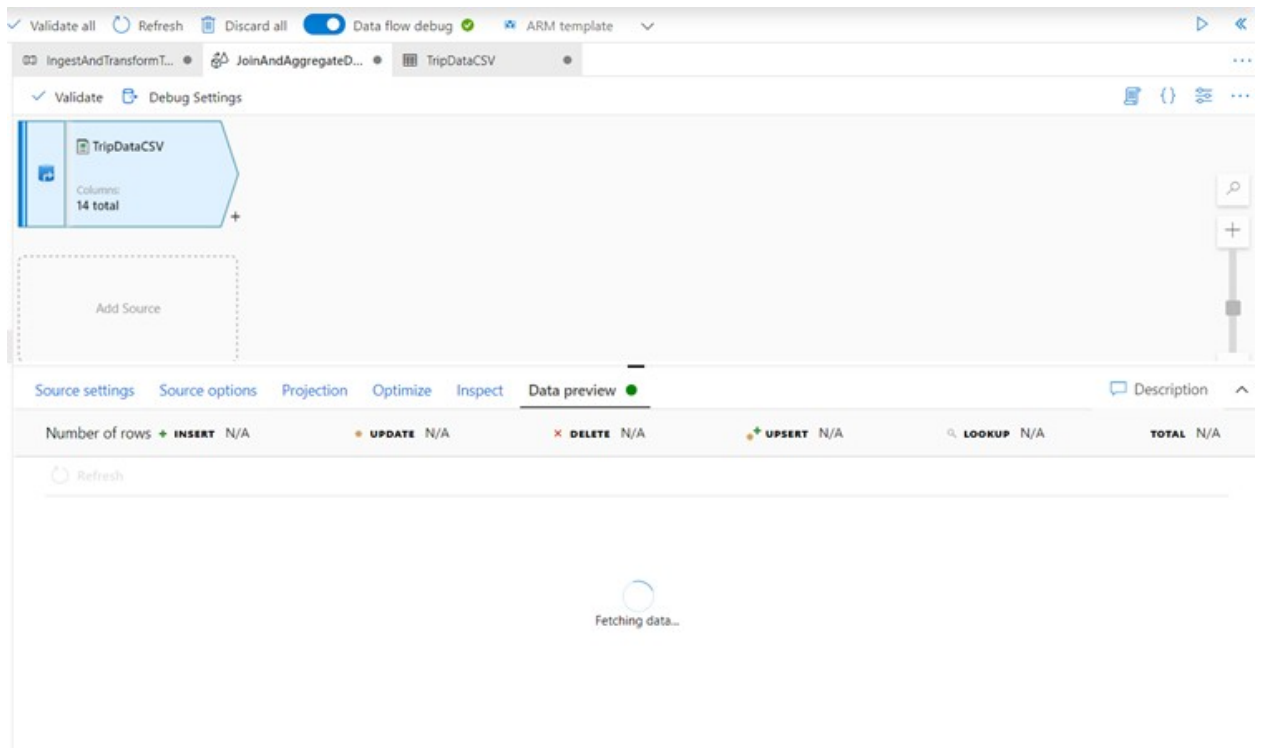 Validate all Refresh Discard all Data flow debug ARM template
IngestAndTransformT... JoinAndAggregateD... TripDataCSV
Validate Debug Settings
TripDataCSV
Columns:
14 total
Add Source
Source settings Source options Projection Optimize Inspect Data preview Description
Number of rows + INSERT N/A UPDATE N/A × DELETE N/A UPSERT N/A LOOKUP N/A TOTAL N/A
Refresh
Fetching data...